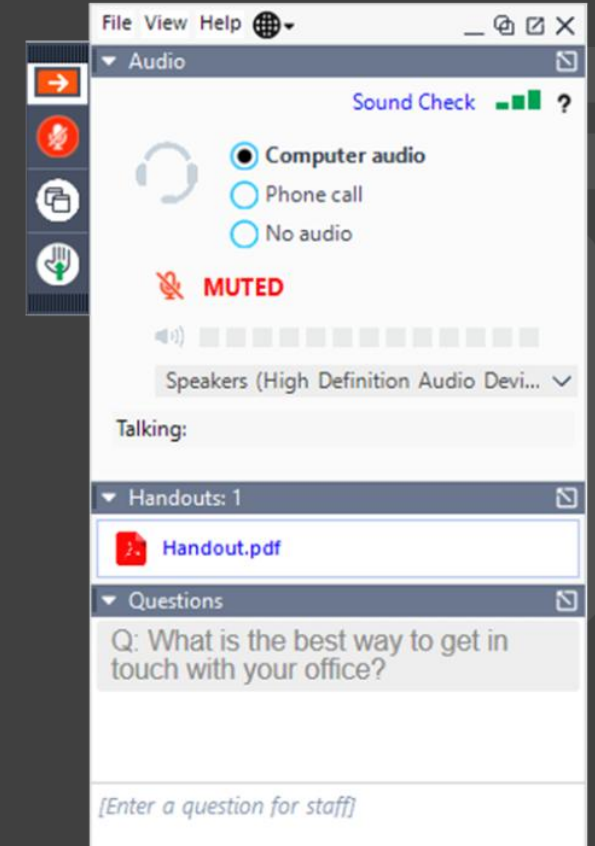 File View Help
Audio
Sound Check ?
Computer audio
Phone call
No audio
MUTED
Speakers (High Definition Audio Devi...
Talking:
Handouts: 1
Handout.pdf
Questions
Q: What is the best way to get in
touch with your office?
[Enter a question for staff]